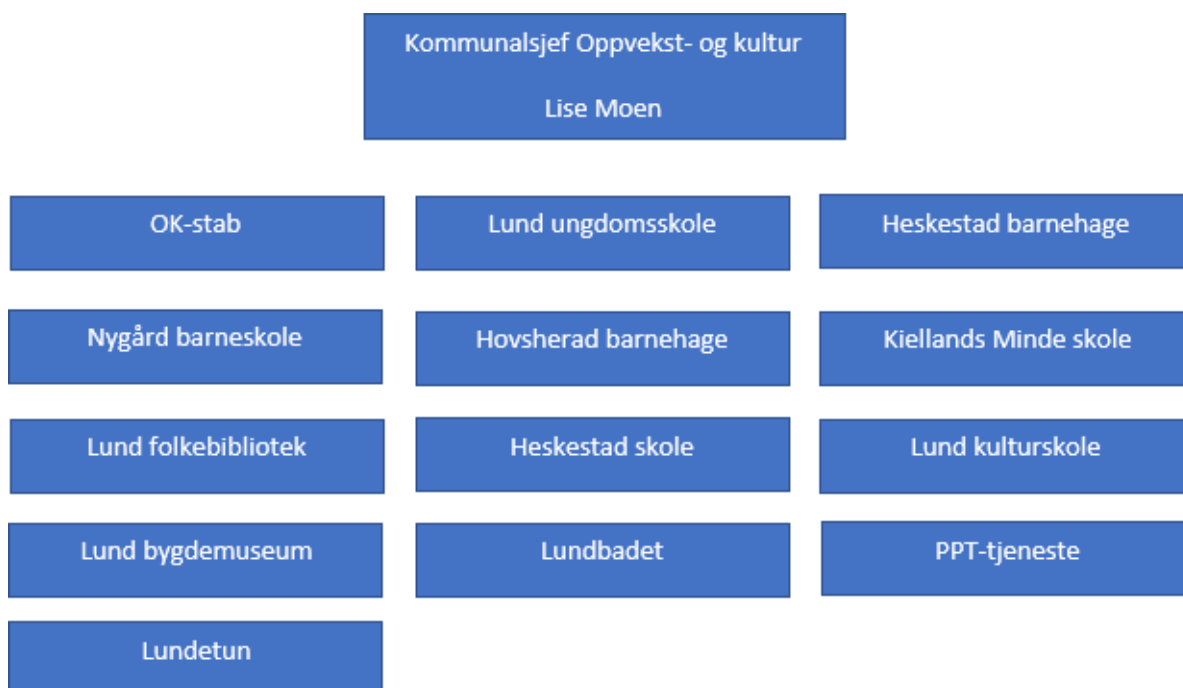 Kommunalsjef Oppvekst- og kultur
Lise Moen
OK-stab
Lund ungdomsskole
Heskestad barnehage
Nygård barneskole
Hovsherad barnehage
Kiellands Minde skole
Lund folkebibliotek
Heskestad skole
Lund kulturskole
Lund bygdemuseum
Lundbadet
PPT-tjeneste
Lundetun